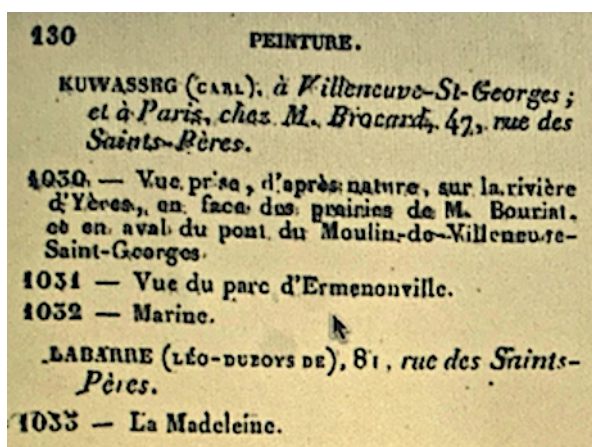 130 PEINTURE.
KUWASSEG (CARL), à Villeneuve-St-Georges;
et à Paris, chez M. Brocard, 47, rue des
Saints-Pères.
1030. — Vue prise, d'après nature, sur la rivière
d'Yères, en face des prairies de M. Bouriat,
et en aval du pont du Moulin-de-Villeneuve-
Saint-Georges.
1031 — Vue du parc d'Ermenonville.
1032 — Marine.
LABARRE (LÉO-DUBOYS DE), 81, rue des Saints-
Pères.
1033 — La Madeleine.